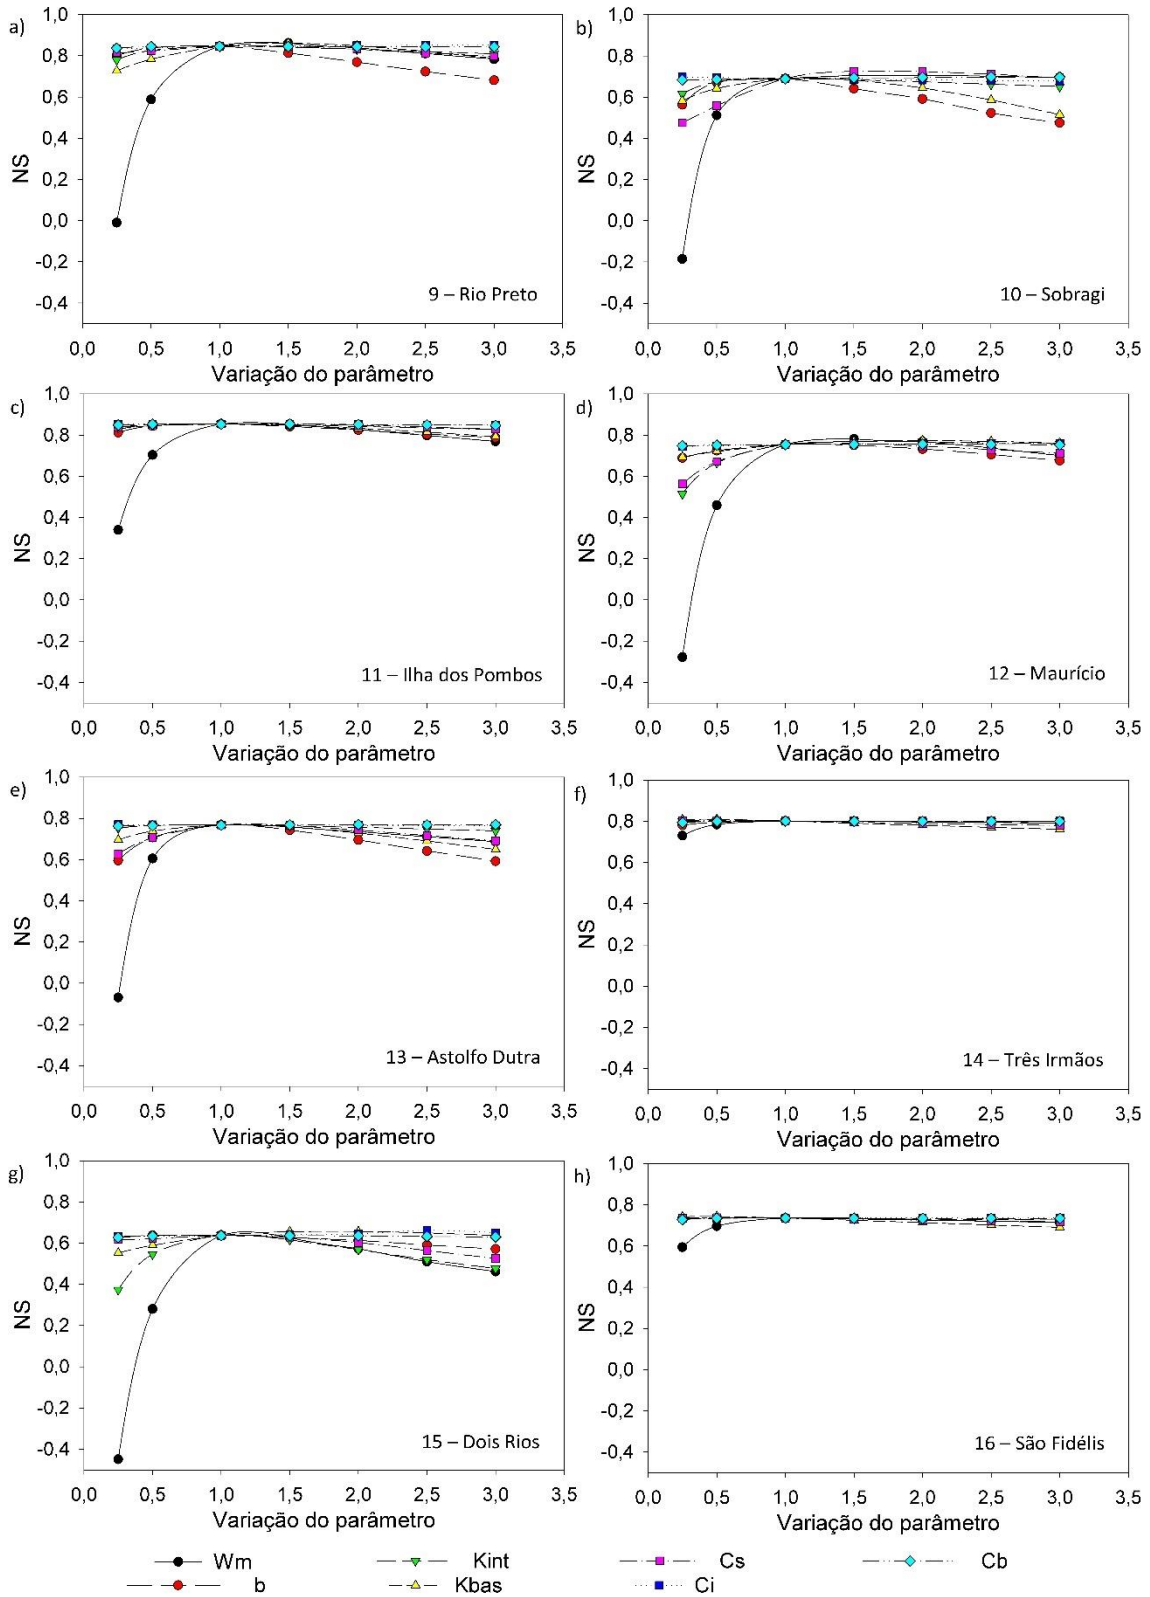 a)
1,0
0,8
0,6
0,4
0,2
0,0
-0,2
-0,4
NS
9 – Rio Preto
0,0 0,5 1,0 1,5 2,0 2,5 3,0 3,5
Variação do parâmetro
b)
1,0
0,8
0,6
0,4
0,2
0,0
-0,2
-0,4
NS
10 – Sobragi
0,0 0,5 1,0 1,5 2,0 2,5 3,0 3,5
Variação do parâmetro
c)
1,0
0,8
0,6
0,4
0,2
0,0
-0,2
-0,4
NS
11 – Ilha dos Pombos
0,0 0,5 1,0 1,5 2,0 2,5 3,0 3,5
Variação do parâmetro
d)
1,0
0,8
0,6
0,4
0,2
0,0
-0,2
-0,4
NS
12 – Maurício
0,0 0,5 1,0 1,5 2,0 2,5 3,0 3,5
Variação do parâmetro
e)
1,0
0,8
0,6
0,4
0,2
0,0
-0,2
-0,4
NS
13 – Astolfo Dutra
0,0 0,5 1,0 1,5 2,0 2,5 3,0 3,5
Variação do parâmetro
f)
1,0
0,8
0,6
0,4
0,2
0,0
-0,2
-0,4
NS
14 – Três Irmãos
0,0 0,5 1,0 1,5 2,0 2,5 3,0 3,5
Variação do parâmetro
g)
1,0
0,8
0,6
0,4
0,2
0,0
-0,2
-0,4
NS
15 – Dois Rios
0,0 0,5 1,0 1,5 2,0 2,5 3,0 3,5
Variação do parâmetro
h)
1,0
0,8
0,6
0,4
0,2
0,0
-0,2
-0,4
NS
16 – São Fidélis
0,0 0,5 1,0 1,5 2,0 2,5 3,0 3,5
Variação do parâmetro
Wm Kint Cs Cb
b Kbas Ci